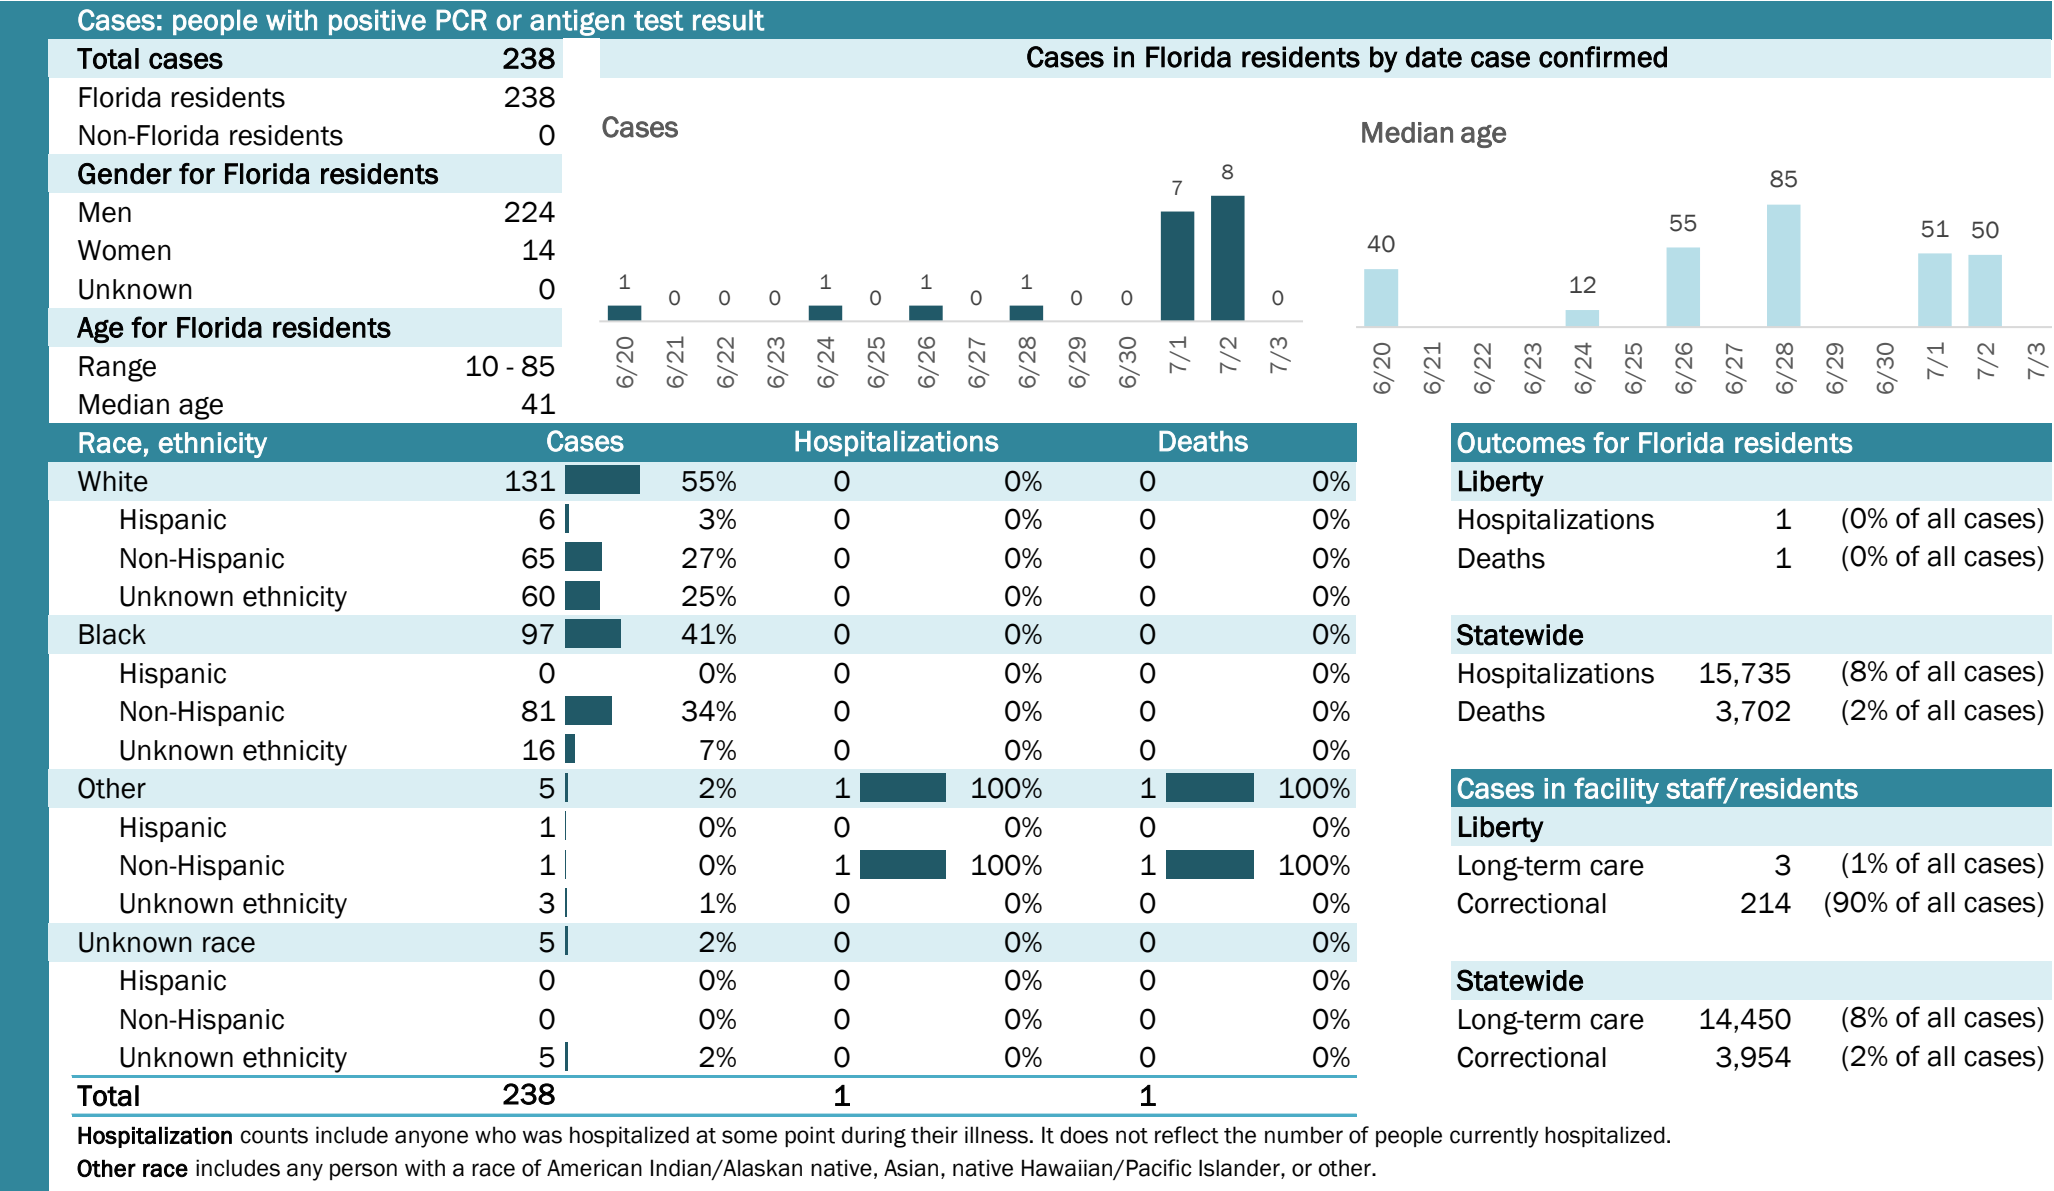 Cases: people with positive PCR or antigen test result
Total cases 238
Florida residents 238
Non-Florida residents 0
Gender for Florida residents
Men 224
Women 14
Unknown 0
Age for Florida residents
Range 10 - 85
Median age 41
Cases in Florida residents by date case confirmed
Cases
1 0 0 0 1 0 1 0 1 0 0 7 8 0
6/20 6/21 6/22 6/23 6/24 6/25 6/26 6/27 6/28 6/29 6/30 7/1 7/2 7/3
Median age
40 12 55 85 51 50
6/20 6/21 6/22 6/23 6/24 6/25 6/26 6/27 6/28 6/29 6/30 7/1 7/2 7/3
Race, ethnicity Cases Hospitalizations Deaths
White 131 55% 0 0% 0 0%
Hispanic 6 3% 0 0% 0 0%
Non-Hispanic 65 27% 0 0% 0 0%
Unknown ethnicity 60 25% 0 0% 0 0%
Black 97 41% 0 0% 0 0%
Hispanic 0 0% 0 0% 0 0%
Non-Hispanic 81 34% 0 0% 0 0%
Unknown ethnicity 16 7% 0 0% 0 0%
Other 5 2% 1 100% 1 100%
Hispanic 1 0% 0 0% 0 0%
Non-Hispanic 1 0% 1 100% 1 100%
Unknown ethnicity 3 1% 0 0% 0 0%
Unknown race 5 2% 0 0% 0 0%
Hispanic 0 0% 0 0% 0 0%
Non-Hispanic 0 0% 0 0% 0 0%
Unknown ethnicity 5 2% 0 0% 0 0%
Total 238 1 1
Outcomes for Florida residents
Liberty
Hospitalizations 1 (0% of all cases)
Deaths 1 (0% of all cases)
Statewide
Hospitalizations 15,735 (8% of all cases)
Deaths 3,702 (2% of all cases)
Cases in facility staff/residents
Liberty
Long-term care 3 (1% of all cases)
Correctional 214 (90% of all cases)
Statewide
Long-term care 14,450 (8% of all cases)
Correctional 3,954 (2% of all cases)
Hospitalization counts include anyone who was hospitalized at some point during their illness. It does not reflect the number of people currently hospitalized.
Other race includes any person with a race of American Indian/Alaskan native, Asian, native Hawaiian/Pacific Islander, or other.